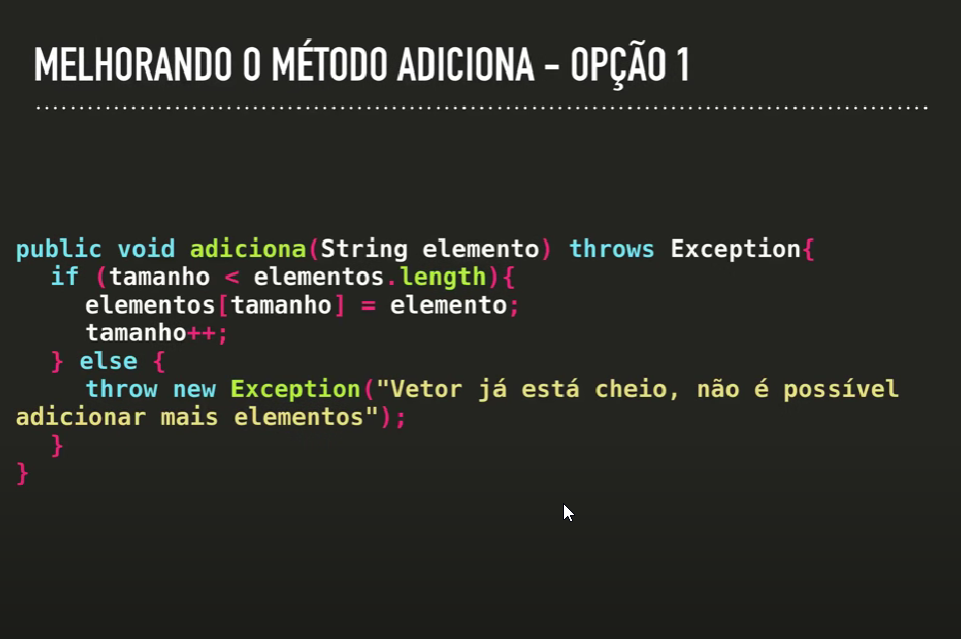 MELHORANDO O MÉTODO ADICIONA - OPÇÃO 1
public void adiciona(String elemento) throws Exception{
if (tamanho < elementos.length){
elementos[tamanho] = elemento;
tamanho++;
} else {
throw new Exception("Vetor já está cheio, não é possível
adicionar mais elementos");
}
}